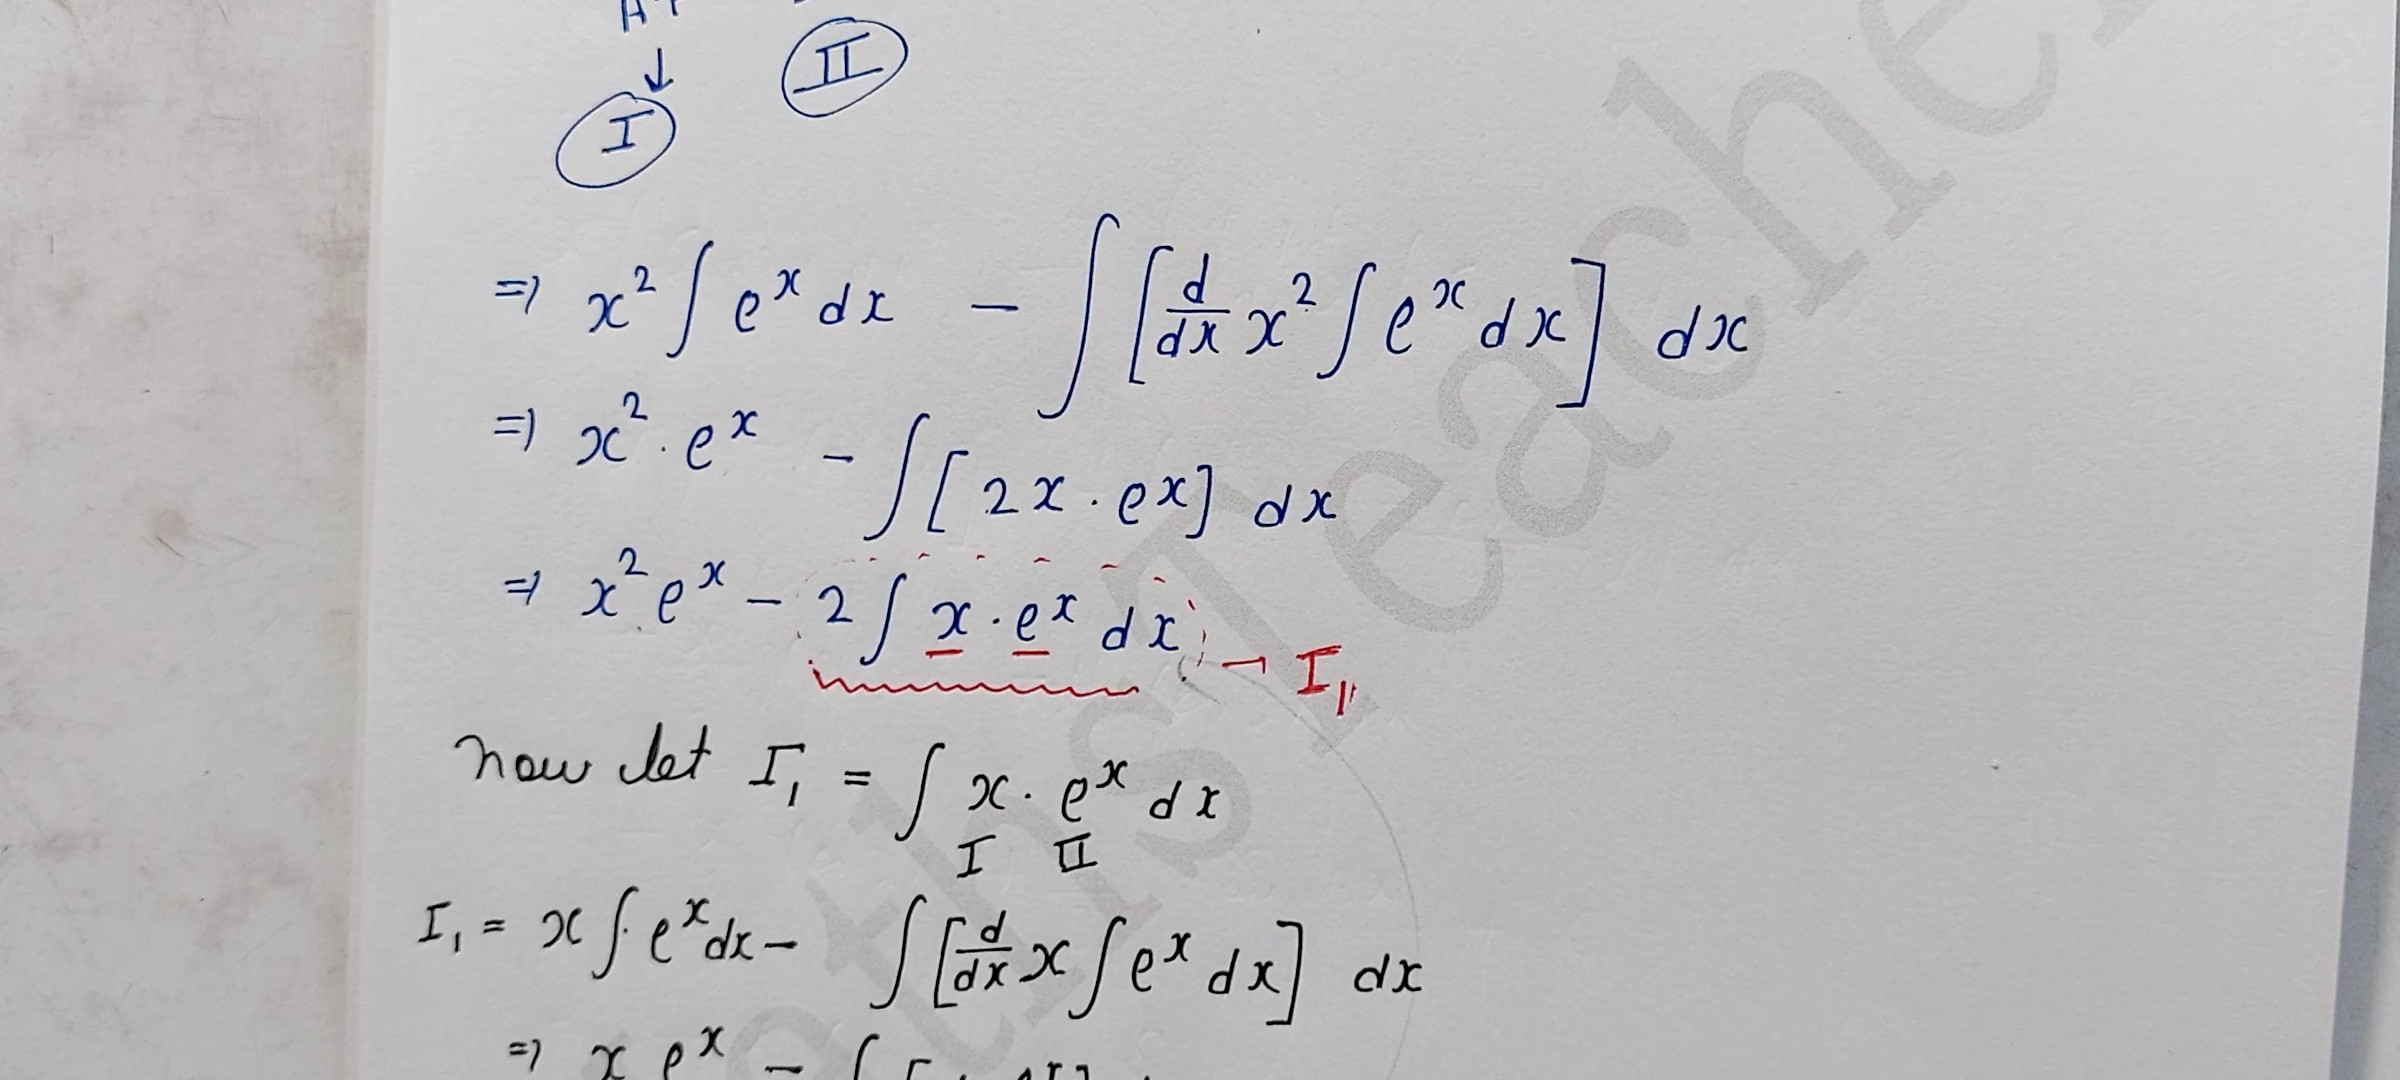 I
II
=> x² ∫ eˣ dx - ∫ [d/dx x² ∫ eˣ dx] dx
=> x² . eˣ - ∫ [2x . eˣ] dx
=> x² eˣ - 2 ∫ x . eˣ dx → I₁
now let I₁ = ∫ x . eˣ dx
I II
I₁ = x ∫ eˣ dx - ∫ [d/dx x ∫ eˣ dx] dx
=> x eˣ - ∫ [